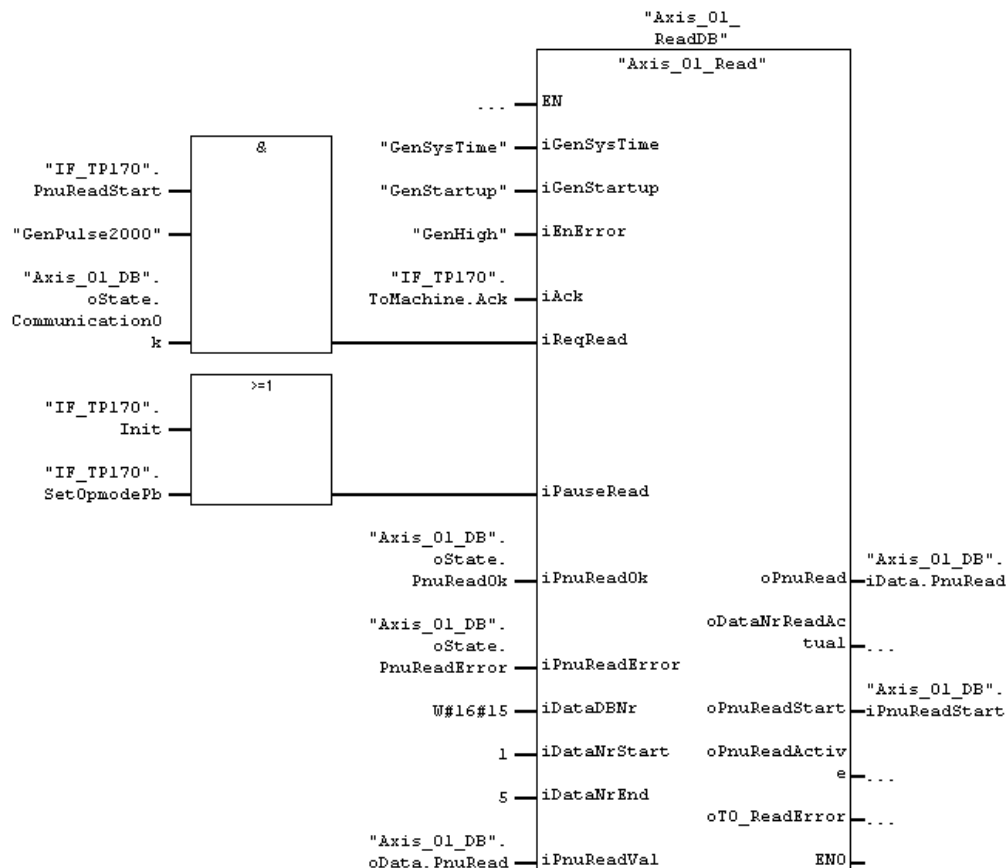 "Axis_01_
ReadDB"
"Axis_01_Read"
... EN
&
"GenSysTime" iGenSysTime
"IF_TP170".
PnuReadStart
"GenStartup" iGenStartup
"GenPulse2000"
"GenHigh" iEnError
"Axis_01_DB".
oState.
CommunicationO
k
"IF_TP170".
ToMachine.Ack iAck
iReqRead
>=1
"IF_TP170".
Init
"IF_TP170".
SetOpmodePb
iPauseRead
"Axis_01_DB".
oState.
PnuReadOk iPnuReadOk
oPnuRead
"Axis_01_DB".
iData.PnuRead
"Axis_01_DB".
oState.
PnuReadError iPnuReadError
oDataNrReadAc
tual ...
W#16#15 iDataDBNr
oPnuReadStart
"Axis_01_DB".
iPnuReadStart
1 iDataNrStart
oPnuReadActiv
e ...
5 iDataNrEnd
oTO_ReadError ...
"Axis_01_DB".
oData.PnuRead iPnuReadVal
ENO